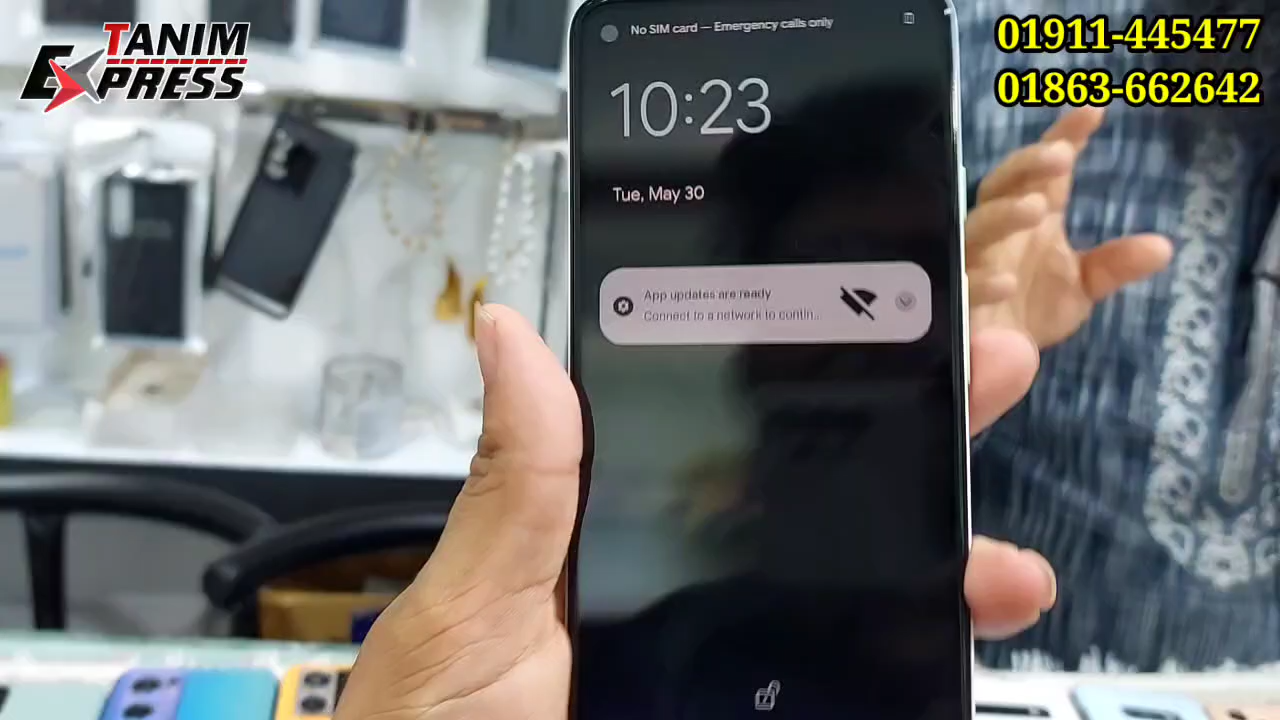 TANIM
EXPRESS
01911-445477
01863-662642
No SIM card — Emergency calls only
10:23
Tue, May 30
App updates are ready
Connect to a network to contin...